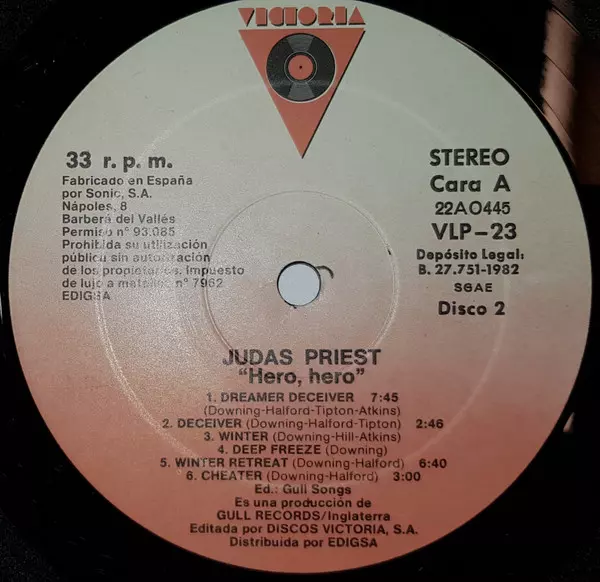 VICTORIA
33 r. p. m.
Fabricado en España
por Sonic, S.A.
Nápoles, 8
Barberá del Vallés
Permiso nº 93.085
Prohibida su utilización
pública sin autorización
de los propietarios. Impuesto
de lujo a metálico nº 7962
EDIGSA
STEREO
Cara A
22AO445
VLP-23
Depósito Legal:
B. 27.751-1982
SGAE
Disco 2
JUDAS PRIEST
"Hero, hero"
1. DREAMER DECEIVER 7:45
(Downing-Halford-Tipton-Atkins)
2. DECEIVER (Downing-Halford-Tipton) 2:46
3. WINTER (Downing-Hill-Atkins)
4. DEEP FREEZE (Downing)
5. WINTER RETREAT (Downing-Halford) 6:40
6. CHEATER (Downing-Halford) 3:00
Ed.: Gull Songs
Es una producción de
GULL RECORDS/Inglaterra
Editada por DISCOS VICTORIA, S.A.
Distribuida por EDIGSA